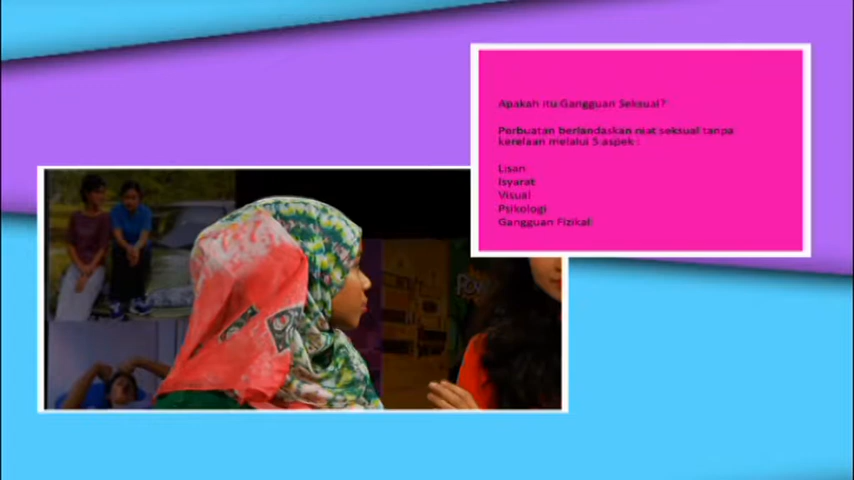 Apakah itu Gangguan Seksual?
Perbuatan berlandaskan niat seksual tanpa
kerelaan melalui 5 aspek :
Lisan
Isyarat
Visual
Psikologi
Gangguan Fizikal